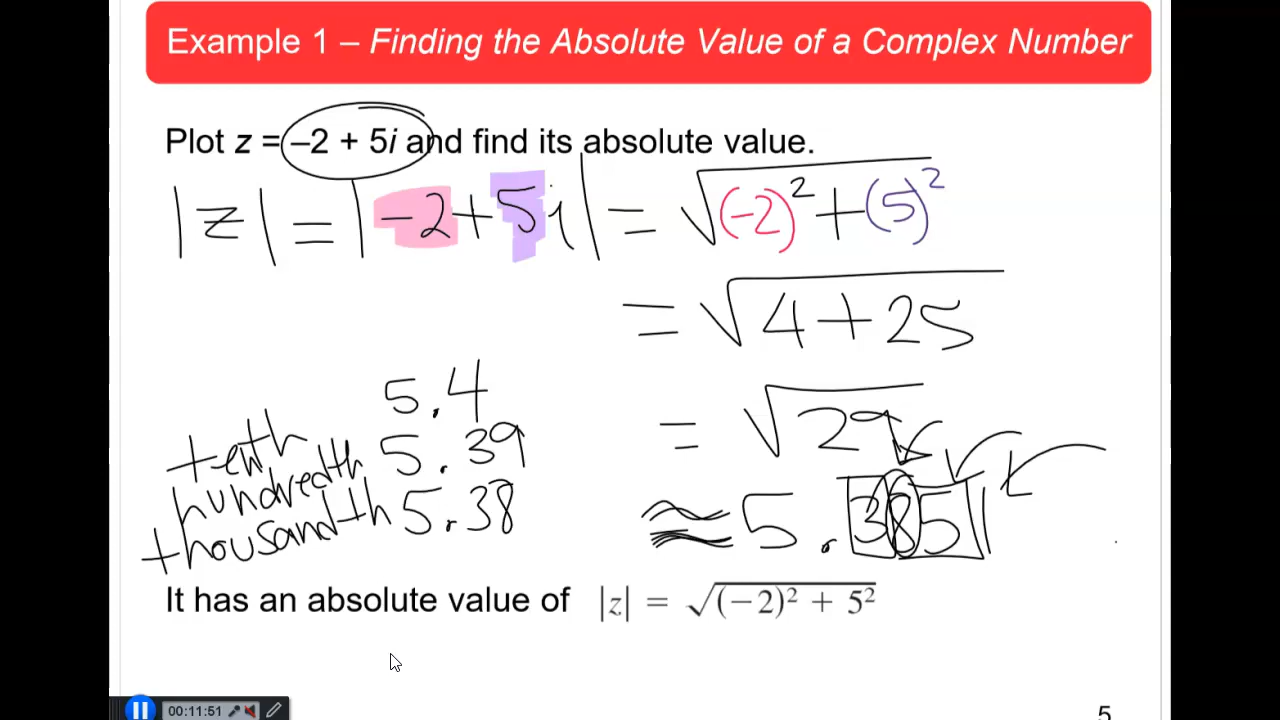 Example 1 – Finding the Absolute Value of a Complex Number
Plot z = –2 + 5i and find its absolute value.
|z| = |-2+5i| = √(-2)²+(5)²
= √4+25
= √29
≈ 5.3851
5.4
tenth
5.39
hundredth
5.38
thousandth
It has an absolute value of |z| = √(−2)² + 5²
00:11:51
5